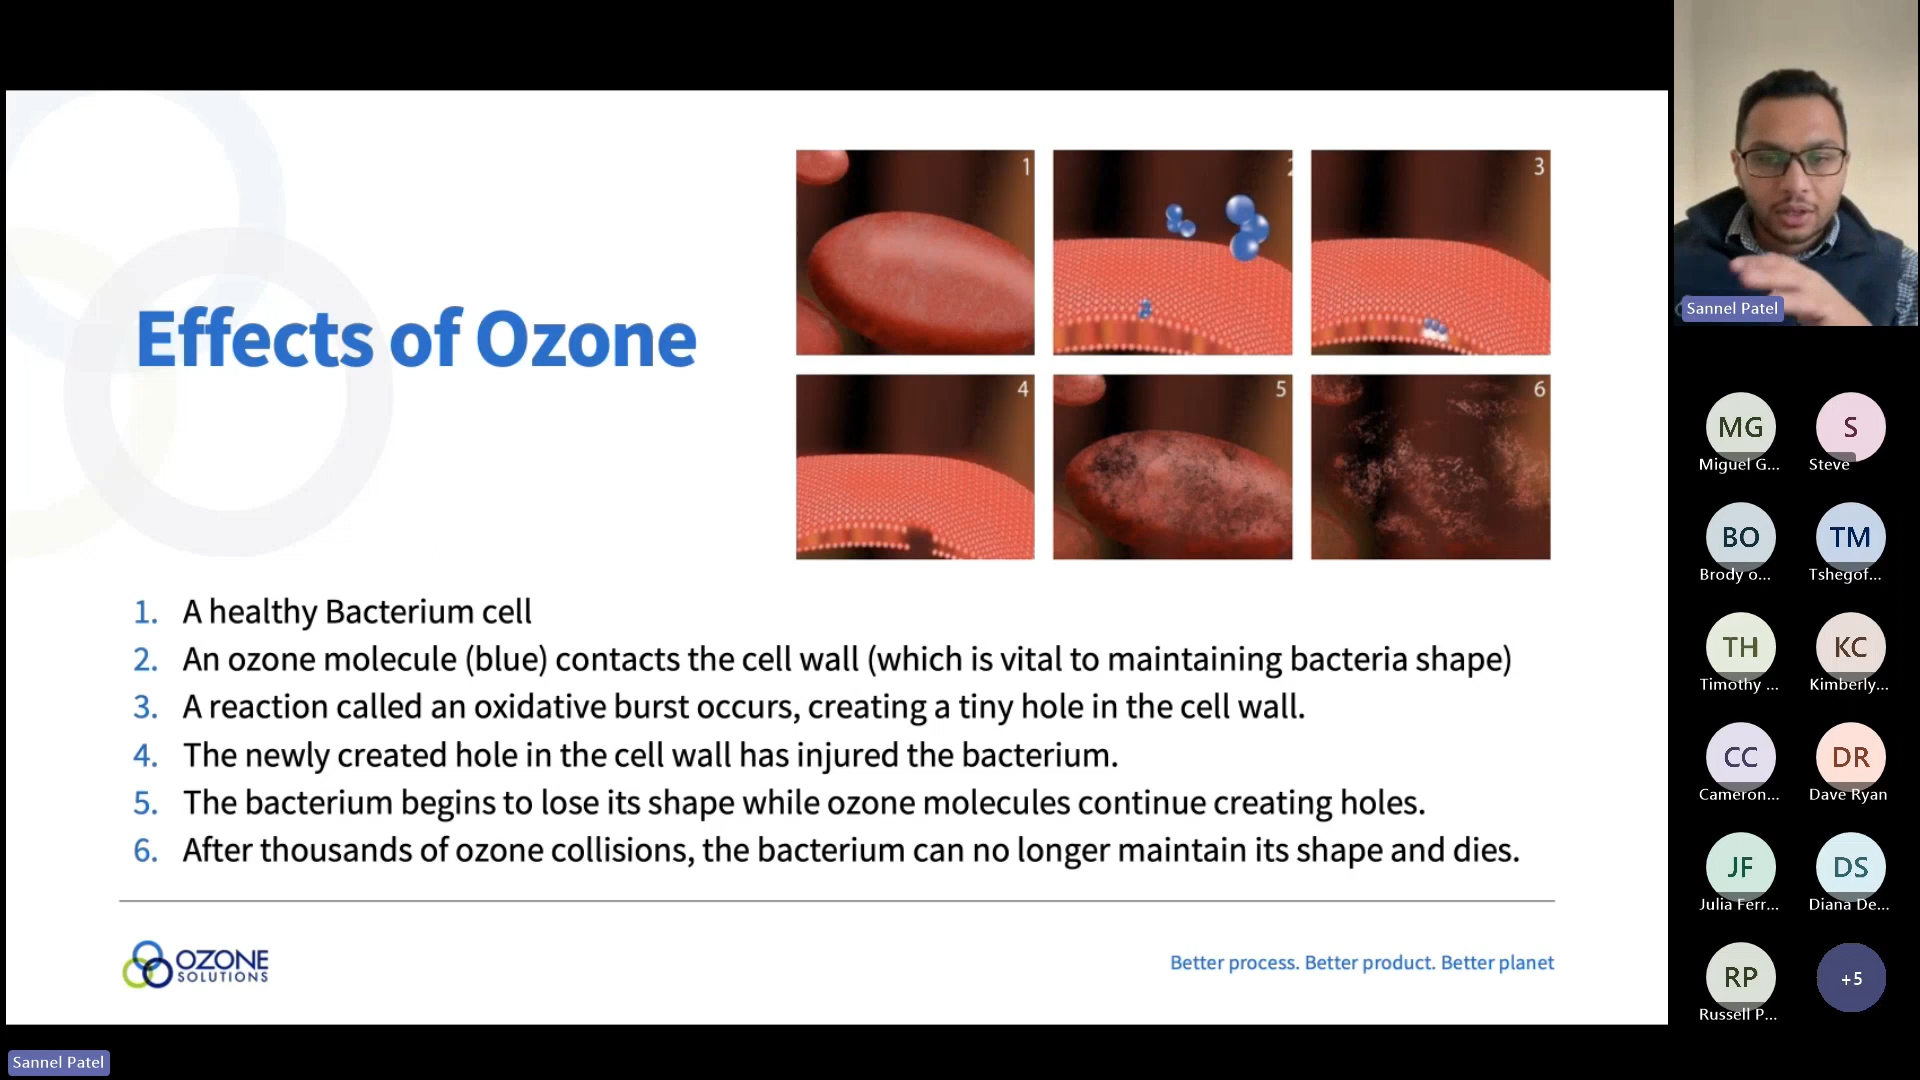 Effects of Ozone
1
2
3
4
5
6
1. A healthy Bacterium cell
2. An ozone molecule (blue) contacts the cell wall (which is vital to maintaining bacteria shape)
3. A reaction called an oxidative burst occurs, creating a tiny hole in the cell wall.
4. The newly created hole in the cell wall has injured the bacterium.
5. The bacterium begins to lose its shape while ozone molecules continue creating holes.
6. After thousands of ozone collisions, the bacterium can no longer maintain its shape and dies.
OZONE
SOLUTIONS
Better process. Better product. Better planet
Sannel Patel
Sannel Patel
MG
Miguel G...
S
Steve
BO
Brody o...
TM
Tshegof...
TH
Timothy ...
KC
Kimberly...
CC
Cameron...
DR
Dave Ryan
JF
Julia Ferr...
DS
Diana De...
RP
Russell P...
+5